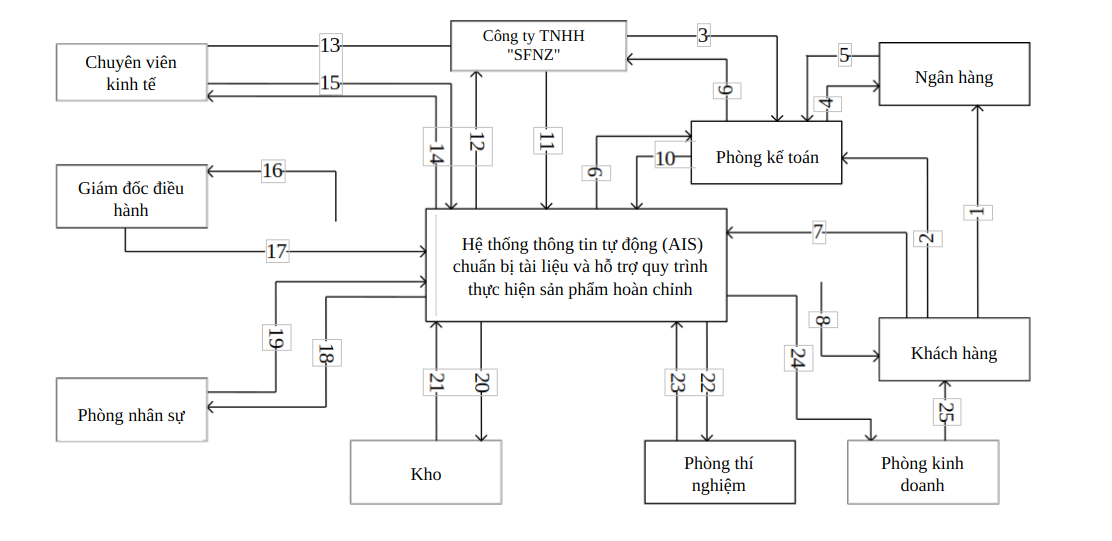 Công ty TNHH
"SFNZ"
3
13
Chuyên viên
kinh tế
5
Ngân hàng
15
9
4
12
11
14
Phòng kế toán
10
16
6
Giám đốc điều
hành
1
7
2
17
Hệ thống thông tin tự động (AIS)
chuẩn bị tài liệu và hỗ trợ quy trình
thực hiện sản phẩm hoàn chỉnh
8
19
18
24
Khách hàng
21
20
23
22
25
Phòng nhân sự
Kho
Phòng thí
nghiệm
Phòng kinh
doanh